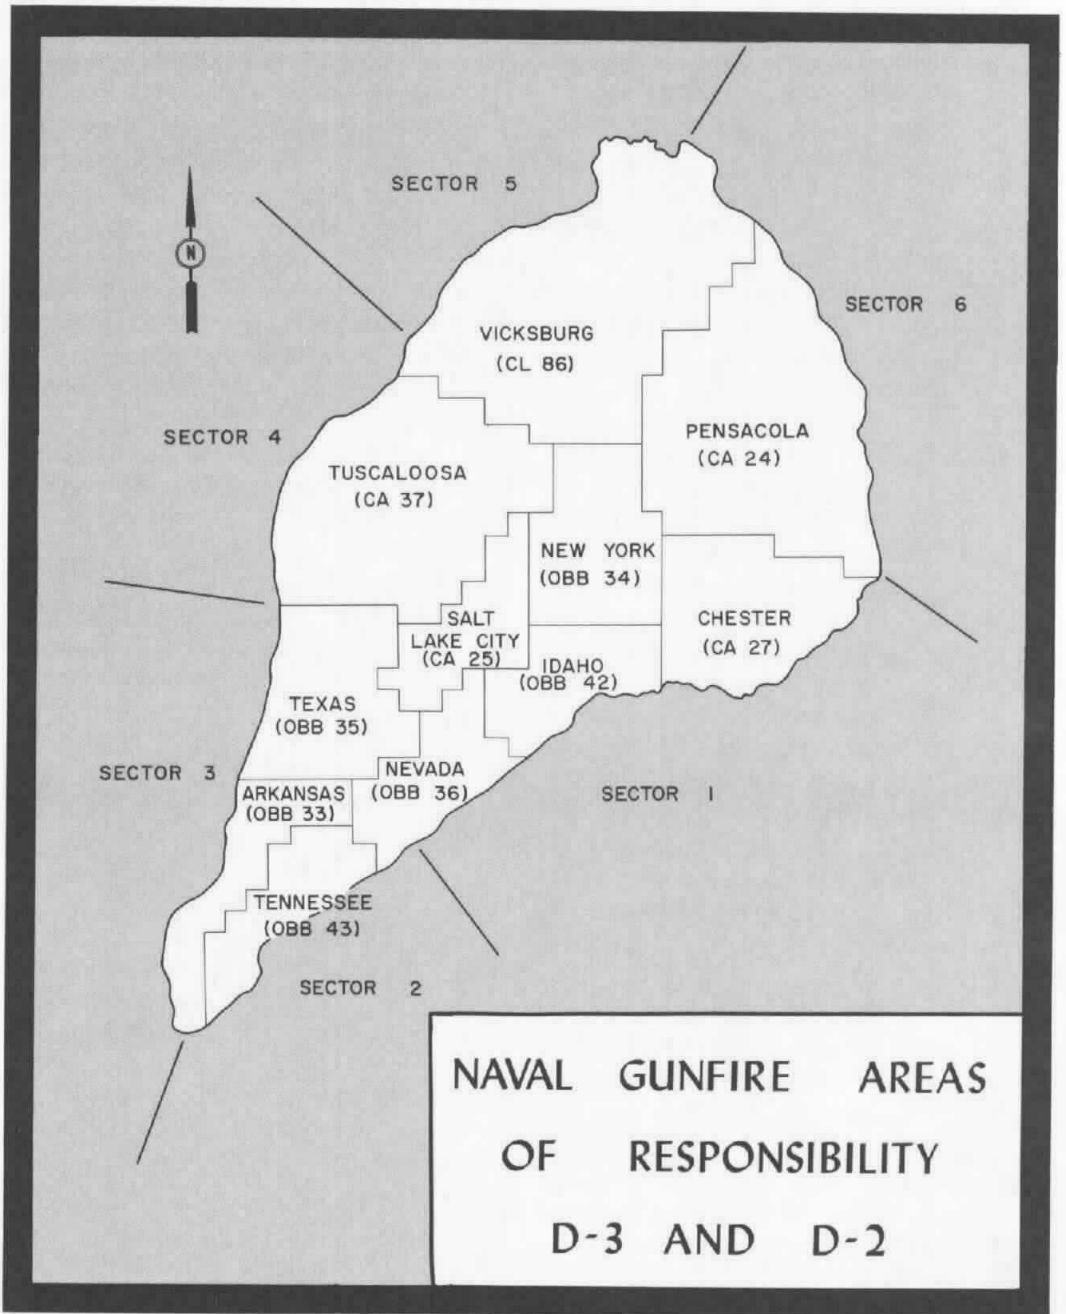 SECTOR 5
N
SECTOR 6
VICKSBURG
(CL 86)
SECTOR 4
PENSACOLA
(CA 24)
TUSCALOOSA
(CA 37)
NEW YORK
(OBB 34)
SALT
LAKE CITY
(CA 25)
CHESTER
(CA 27)
IDAHO
(OBB 42)
TEXAS
(OBB 35)
SECTOR 3
NEVADA
(OBB 36)
ARKANSAS
(OBB 33)
SECTOR 1
TENNESSEE
(OBB 43)
SECTOR 2
NAVAL GUNFIRE AREAS
OF RESPONSIBILITY
D-3 AND D-2